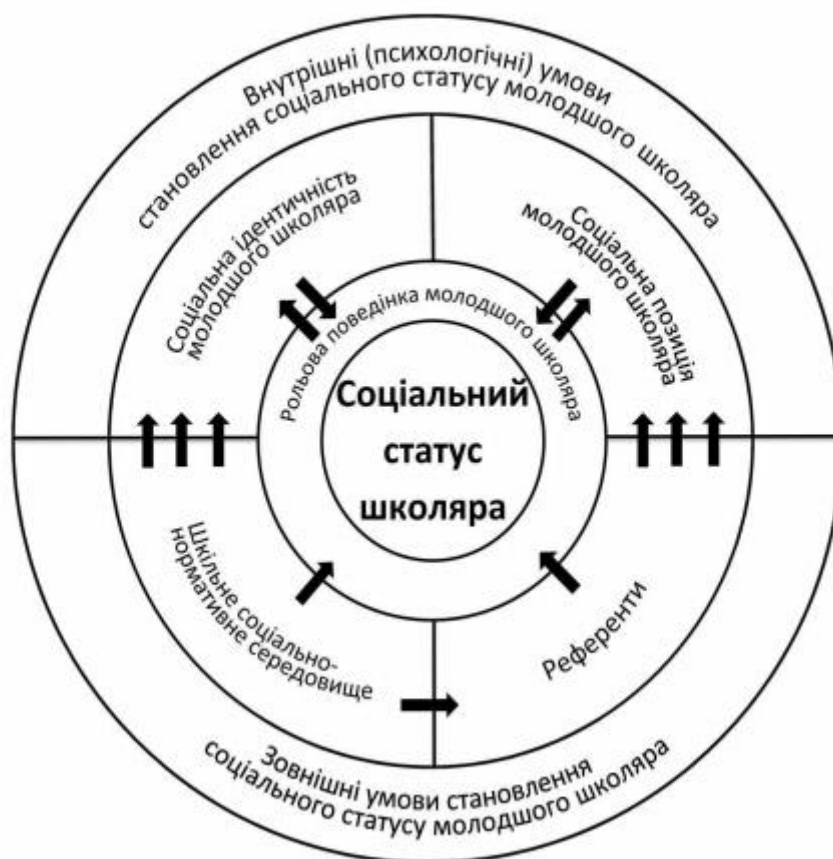 Внутрішні (психологічні) умови
становлення соціального статусу молодшого школяра
Соціальна ідентичність
молодшого школяра
Соціальна позиція
молодшого школяра
Рольова поведінка молодшого школяра
Соціальний
статус
школяра
Шкільне соціально-
нормативне середовище
Референти
Зовнішні умови становлення
соціального статусу молодшого школяра